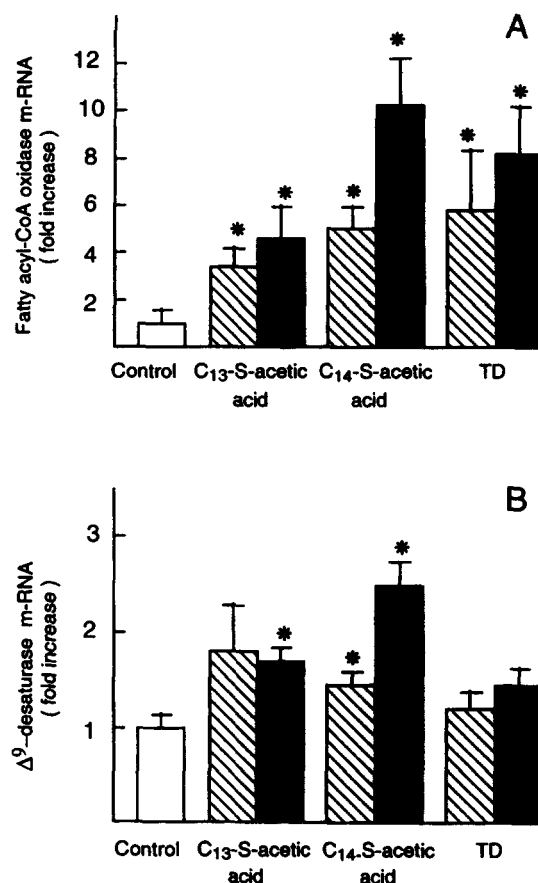 A
Fatty acyl-CoA oxidase m-RNA
( fold increase )
12
10
8
6
4
2
*
*
*
*
*
*
Control
C13-S-acetic
acid
C14-S-acetic
acid
TD
B
Δ9-desaturase m-RNA
( fold increase )
3
2
1
*
*
*
Control
C13-S-acetic
acid
C14-S-acetic
acid
TD